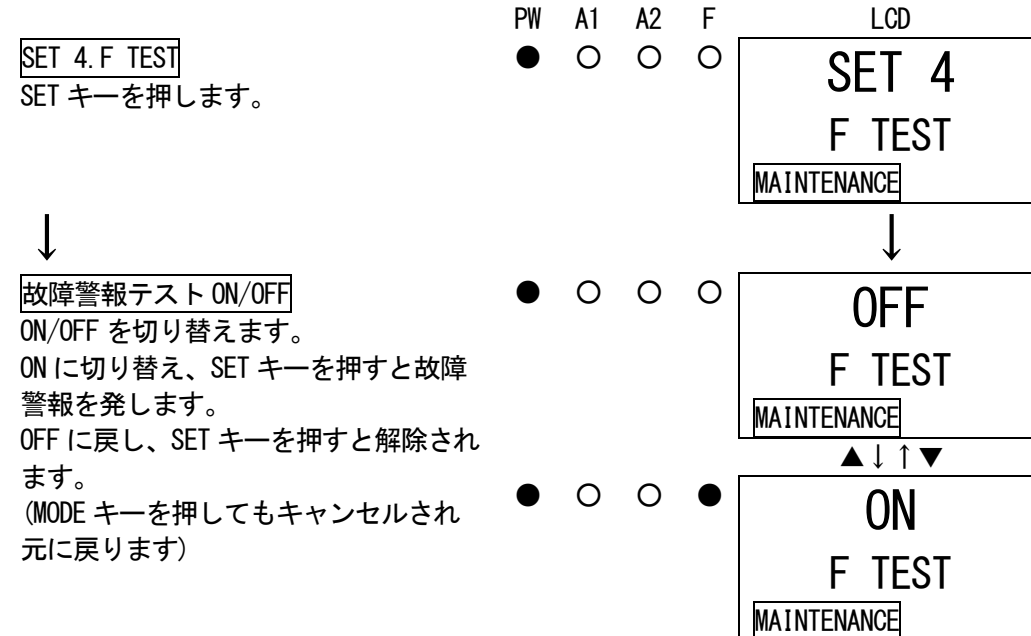 PW A1 A2 F LCD
SET 4.F TEST
SET キーを押します。
● ○ ○ ○
SET 4
F TEST
MAINTENANCE
↓ ↓
故障警報テスト ON/OFF
ON/OFF を切り替えます。
ON に切り替え、SET キーを押すと故障
警報を発します。
OFF に戻し、SET キーを押すと解除され
ます。
(MODE キーを押してもキャンセルされ
元に戻ります)
● ○ ○ ○
OFF
F TEST
MAINTENANCE
▲↓↑▼
● ○ ○ ●
ON
F TEST
MAINTENANCE